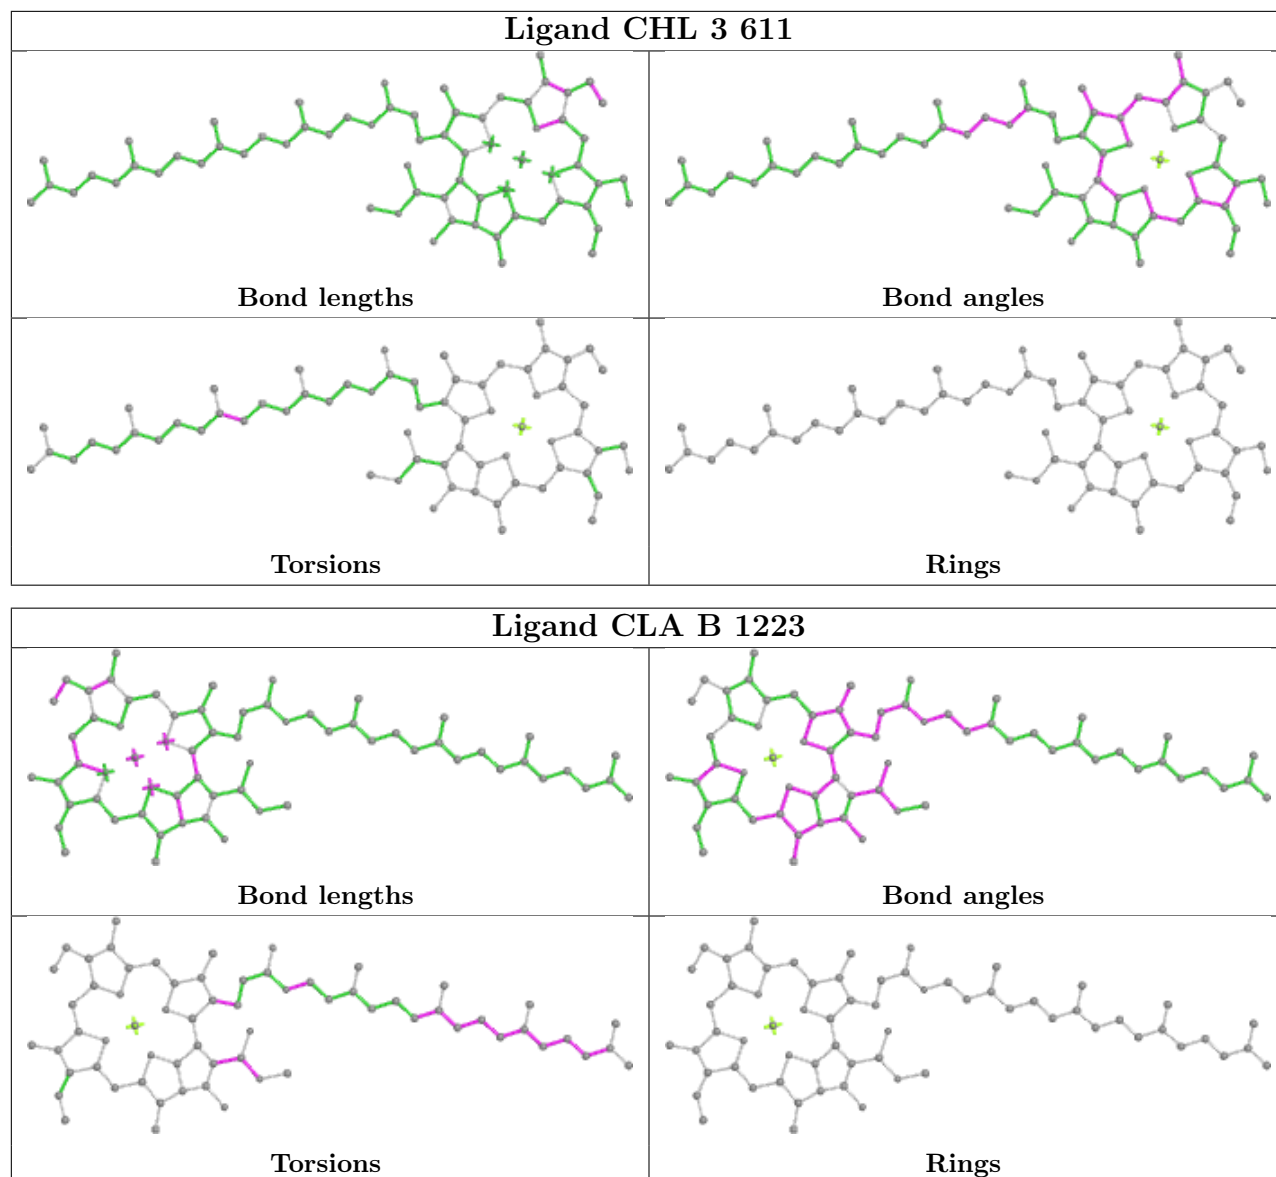 Ligand CHL 3 611
Bond lengths
Bond angles
Torsions
Rings
Ligand CLA B 1223
Bond lengths
Bond angles
Torsions
Rings